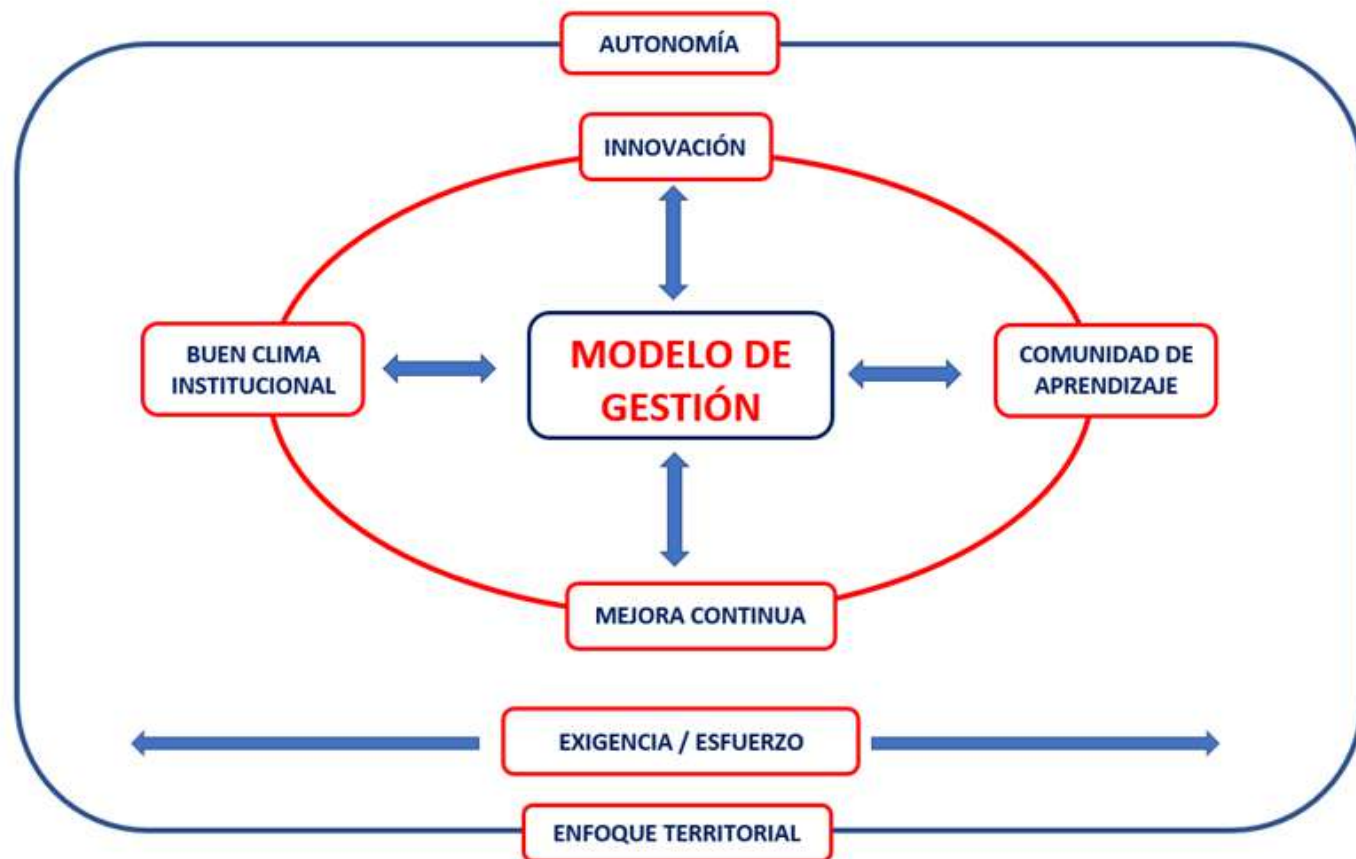 AUTONOMÍA
INNOVACIÓN
BUEN CLIMA
INSTITUCIONAL
MODELO DE
GESTIÓN
COMUNIDAD DE
APRENDIZAJE
MEJORA CONTINUA
EXIGENCIA / ESFUERZO
ENFOQUE TERRITORIAL